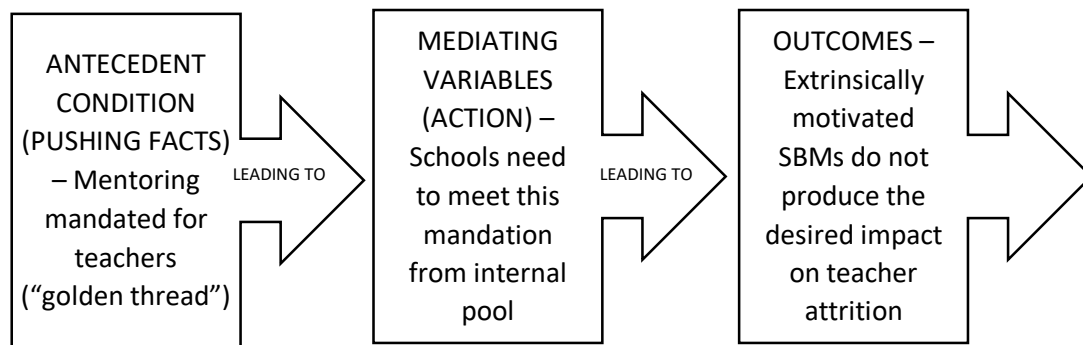 ANTECEDENT
CONDITION
(PUSHING FACTS)
– Mentoring
mandated for
teachers
(“golden thread”)
LEADING TO
MEDIATING
VARIABLES
(ACTION) –
Schools need
to meet this
mandation
from internal
pool
LEADING TO
OUTCOMES –
Extrinsically
motivated
SBMs do not
produce the
desired impact
on teacher
attrition